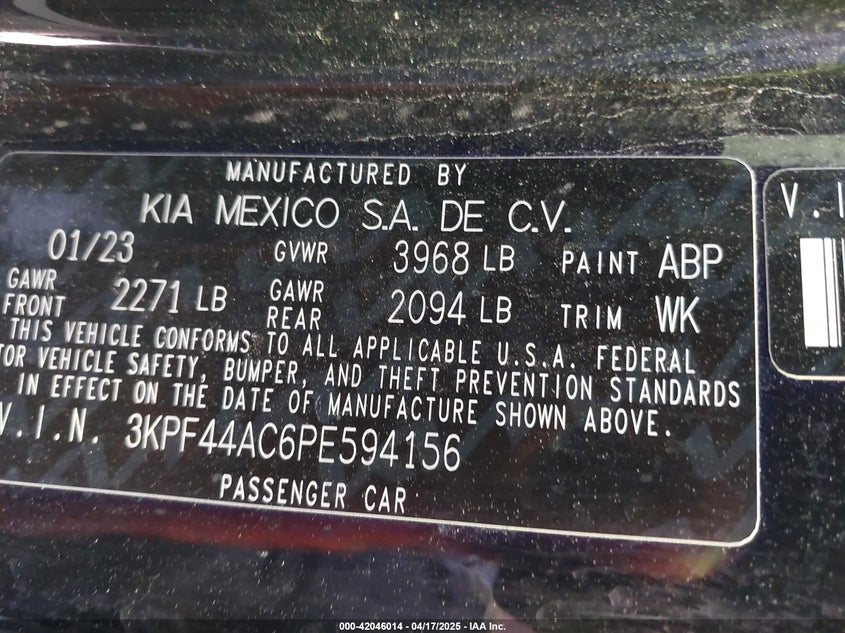 MANUFACTURED BY
KIA MEXICO S.A. DE C.V.
01/23 GVWR 3968 LB PAINT ABP
GAWR FRONT 2271 LB GAWR REAR 2094 LB TRIM WK
THIS VEHICLE CONFORMS TO ALL APPLICABLE U.S.A. FEDERAL
TOR VEHICLE SAFETY, BUMPER, AND THEFT PREVENTION STANDARDS
IN EFFECT ON THE DATE OF MANUFACTURE SHOWN ABOVE.
V.I.N. 3KPF44AC6PE594156
PASSENGER CAR
V.I
000-42046014 - 04/17/2025 - IAA Inc.